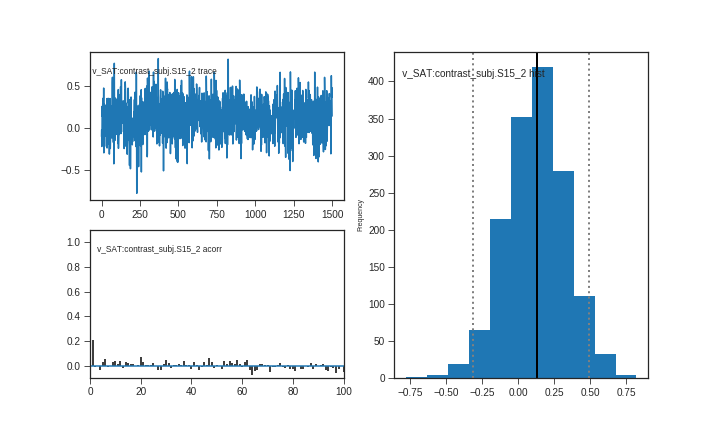 v_SAT:contrast_subj.S15_2 trace
0.5
0.0
−0.5
0 250 500 750 1000 1250 1500
v_SAT:contrast_subj.S15_2 acorr
1.0
0.8
0.6
0.4
0.2
0.0
0 20 40 60 80 100
v_SAT:contrast_subj.S15_2 hist
Frequency
400
350
300
250
200
150
100
50
0
−0.75 −0.50 −0.25 0.00 0.25 0.50 0.75